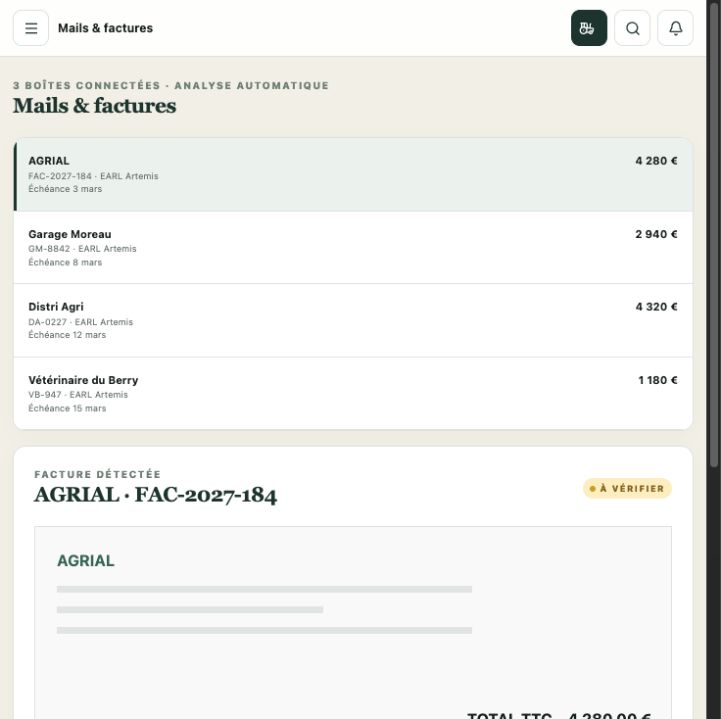 Mails & factures
3 BOÎTES CONNECTÉES · ANALYSE AUTOMATIQUE
Mails & factures
AGRIAL 4 280 €
FAC-2027-184 · EARL Artemis
Échéance 3 mars
Garage Moreau 2 940 €
GM-8842 · EARL Artemis
Échéance 8 mars
Distri Agri 4 320 €
DA-0227 · EARL Artemis
Échéance 12 mars
Vétérinaire du Berry 1 180 €
VB-947 · EARL Artemis
Échéance 15 mars
FACTURE DÉTECTÉE
AGRIAL · FAC-2027-184
À VÉRIFIER
AGRIAL
TOTAL TTC 4 280,00 €